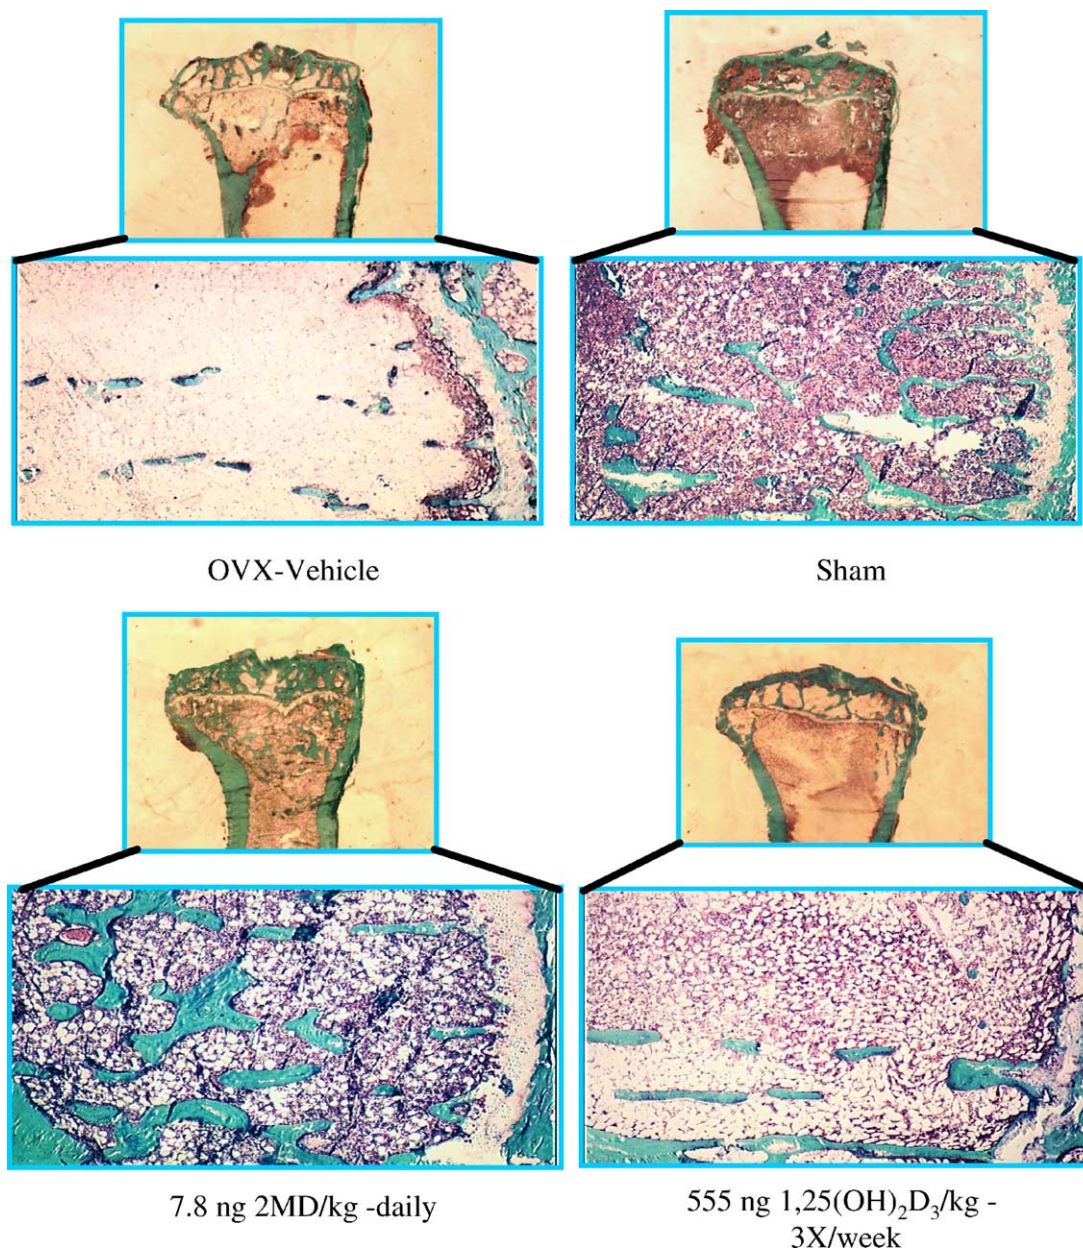 OVX-Vehicle
Sham
7.8 ng 2MD/kg -daily
555 ng 1,25(OH)₂D₃/kg -
3X/week